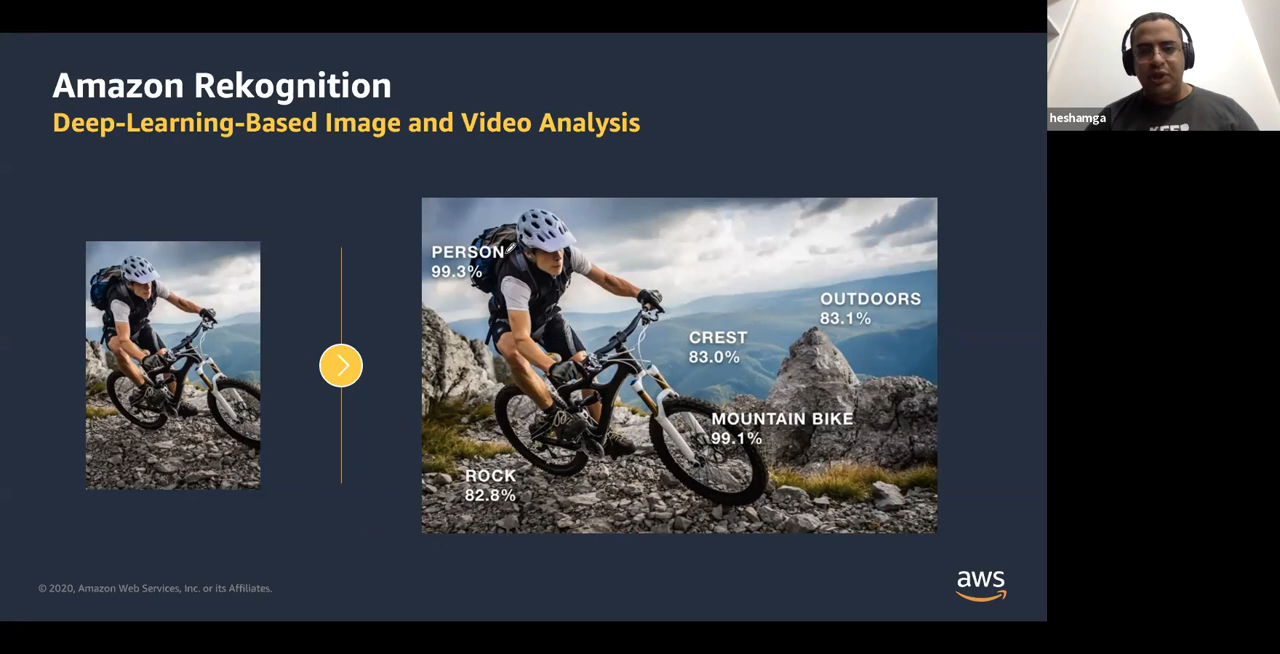 Amazon Rekognition
Deep-Learning-Based Image and Video Analysis
PERSON
99.3%
OUTDOORS
83.1%
CREST
83.0%
MOUNTAIN BIKE
99.1%
ROCK
82.8%
© 2020, Amazon Web Services, Inc. or its Affiliates.
aws
heshamga
KEEP